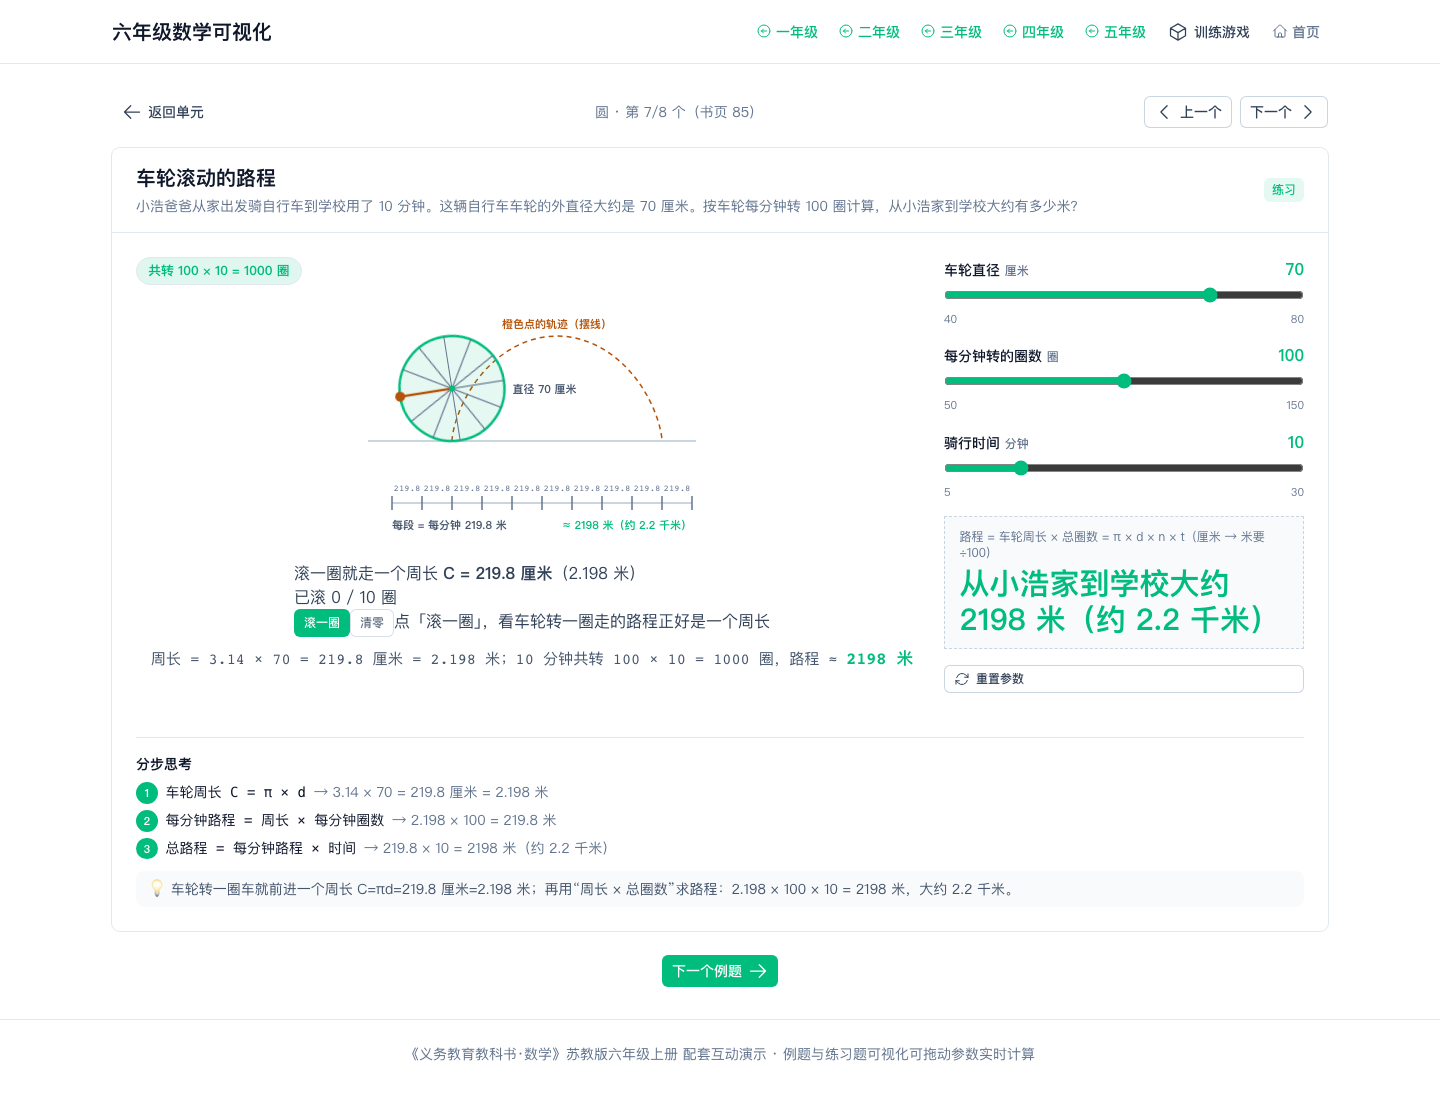 六年级数学可视化
一年级 二年级 三年级 四年级 五年级 训练游戏 首页
返回单元
圆 · 第 7/8 个（书页 85）
上一个
下一个
车轮滚动的路程
小浩爸爸从家出发骑自行车到学校用了 10 分钟。这辆自行车车轮的外直径大约是 70 厘米。按车轮每分钟转 100 圈计算，从小浩家到学校大约有多少米?
练习
共转 100 × 10 = 1000 圈
橙色点的轨迹（摆线）
直径 70 厘米
219.8 219.8 219.8 219.8 219.8 219.8 219.8 219.8 219.8 219.8
每段 = 每分钟 219.8 米
≈ 2198 米（约 2.2 千米）
滚一圈就走一个周长 C = 219.8 厘米（2.198 米）
已滚 0 / 10 圈
滚一圈 清零 点「滚一圈」，看车轮转一圈走的路程正好是一个周长
周长 = 3.14 × 70 = 219.8 厘米 = 2.198 米；10 分钟共转 100 × 10 = 1000 圈，路程 ≈ 2198 米
车轮直径 厘米 70
40 80
每分钟转的圈数 圈 100
50 150
骑行时间 分钟 10
5 30
路程 = 车轮周长 × 总圈数 = π × d × n × t（厘米 → 米要
÷100）
从小浩家到学校大约
2198 米（约 2.2 千米）
重置参数
分步思考
1 车轮周长 C = π × d → 3.14 × 70 = 219.8 厘米 = 2.198 米
2 每分钟路程 = 周长 × 每分钟圈数 → 2.198 × 100 = 219.8 米
3 总路程 = 每分钟路程 × 时间 → 219.8 × 10 = 2198 米（约 2.2 千米）
车轮转一圈车就前进一个周长 C=πd=219.8 厘米=2.198 米；再用“周长 × 总圈数”求路程：2.198 × 100 × 10 = 2198 米，大约 2.2 千米。
下一个例题
《义务教育教科书·数学》苏教版六年级上册 配套互动演示 · 例题与练习题可视化可拖动参数实时计算